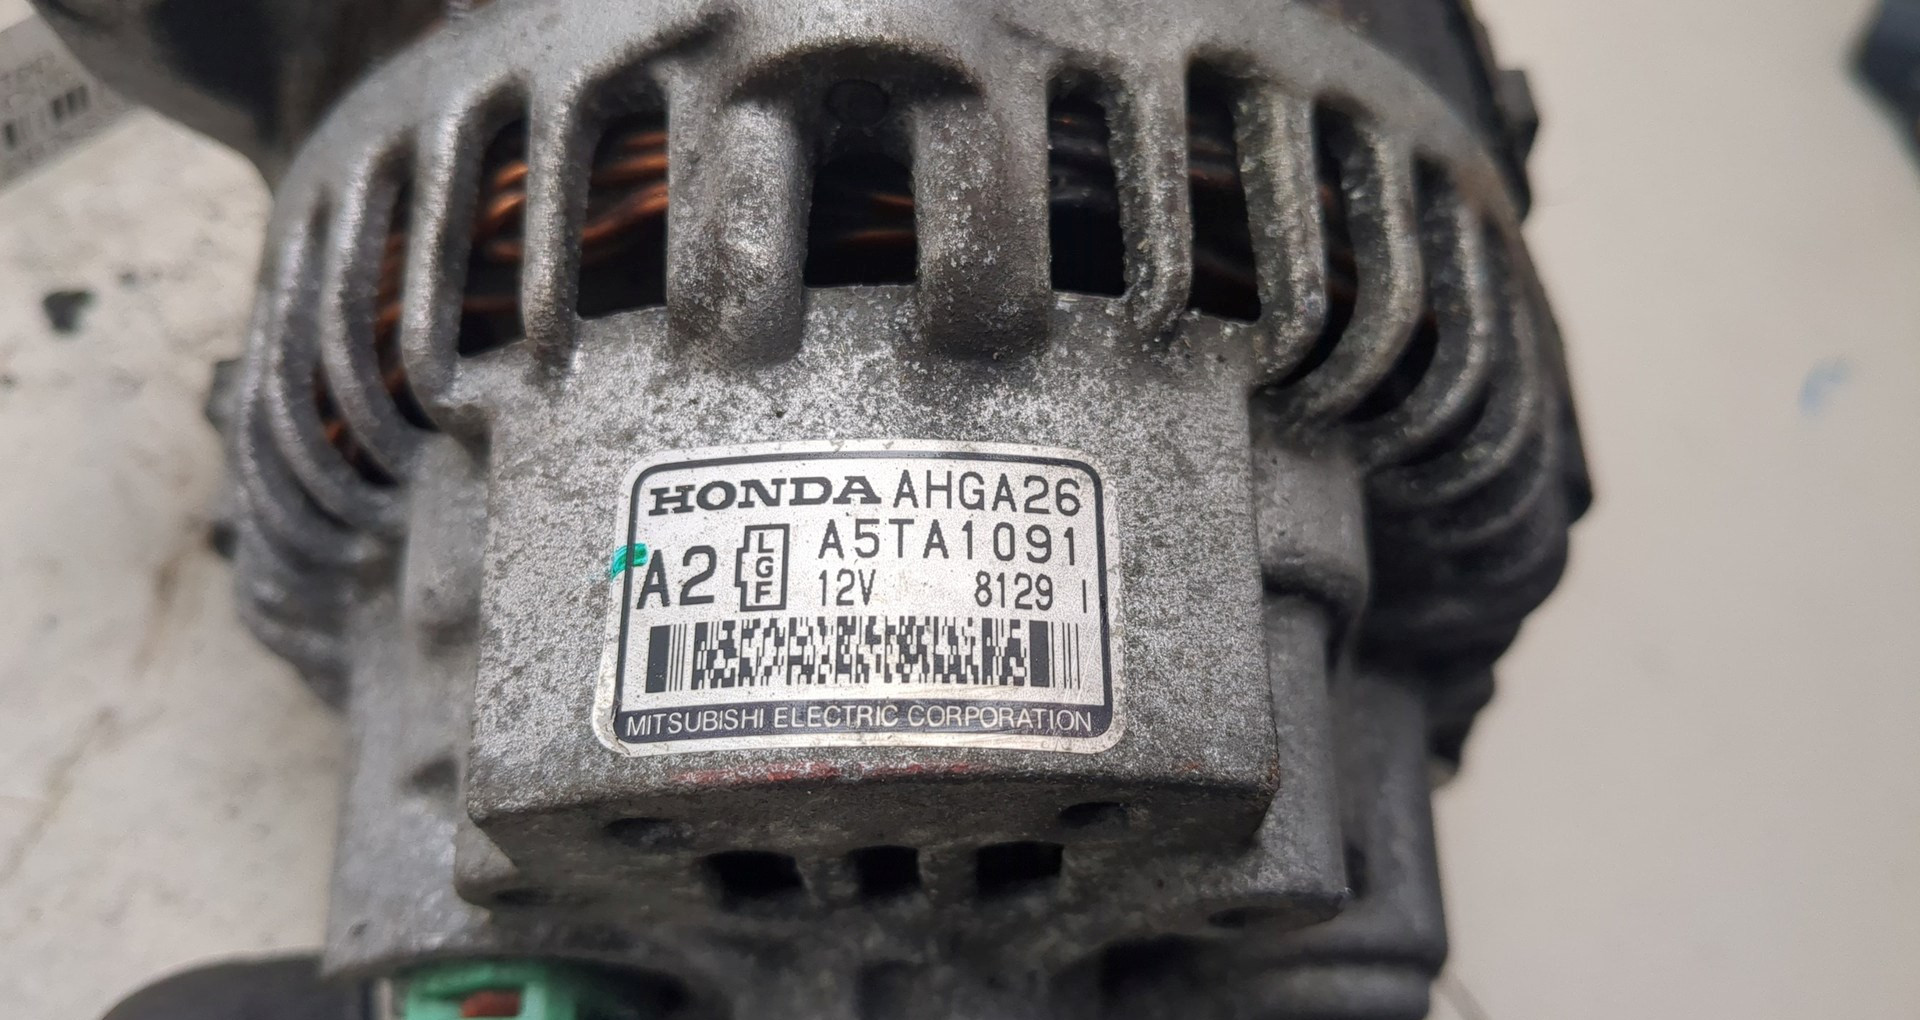 HONDA AHGA26
A5TA1091
A2 LGF 12V 8129 I
MITSUBISHI ELECTRIC CORPORATION